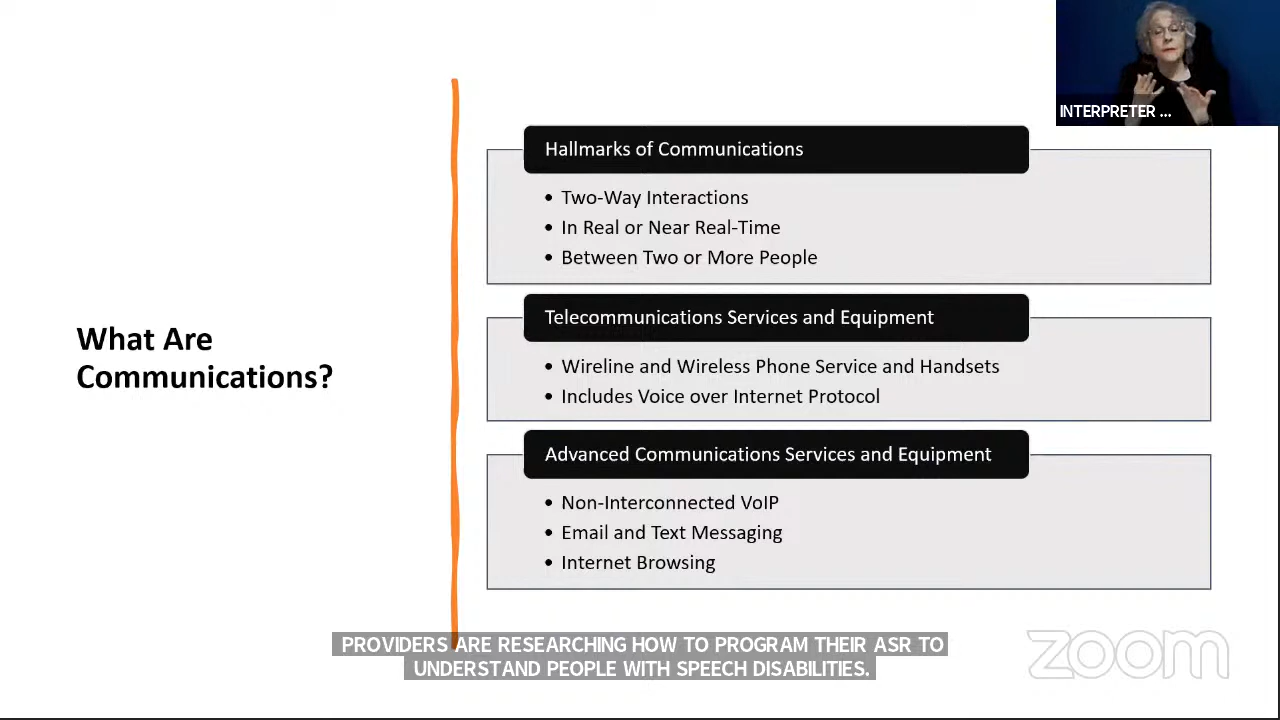 INTERPRETER ...
What Are
Communications?
Hallmarks of Communications
• Two-Way Interactions
• In Real or Near Real-Time
• Between Two or More People
Telecommunications Services and Equipment
• Wireline and Wireless Phone Service and Handsets
• Includes Voice over Internet Protocol
Advanced Communications Services and Equipment
• Non-Interconnected VoIP
• Email and Text Messaging
• Internet Browsing
PROVIDERS ARE RESEARCHING HOW TO PROGRAM THEIR ASR TO
UNDERSTAND PEOPLE WITH SPEECH DISABILITIES.
zoom